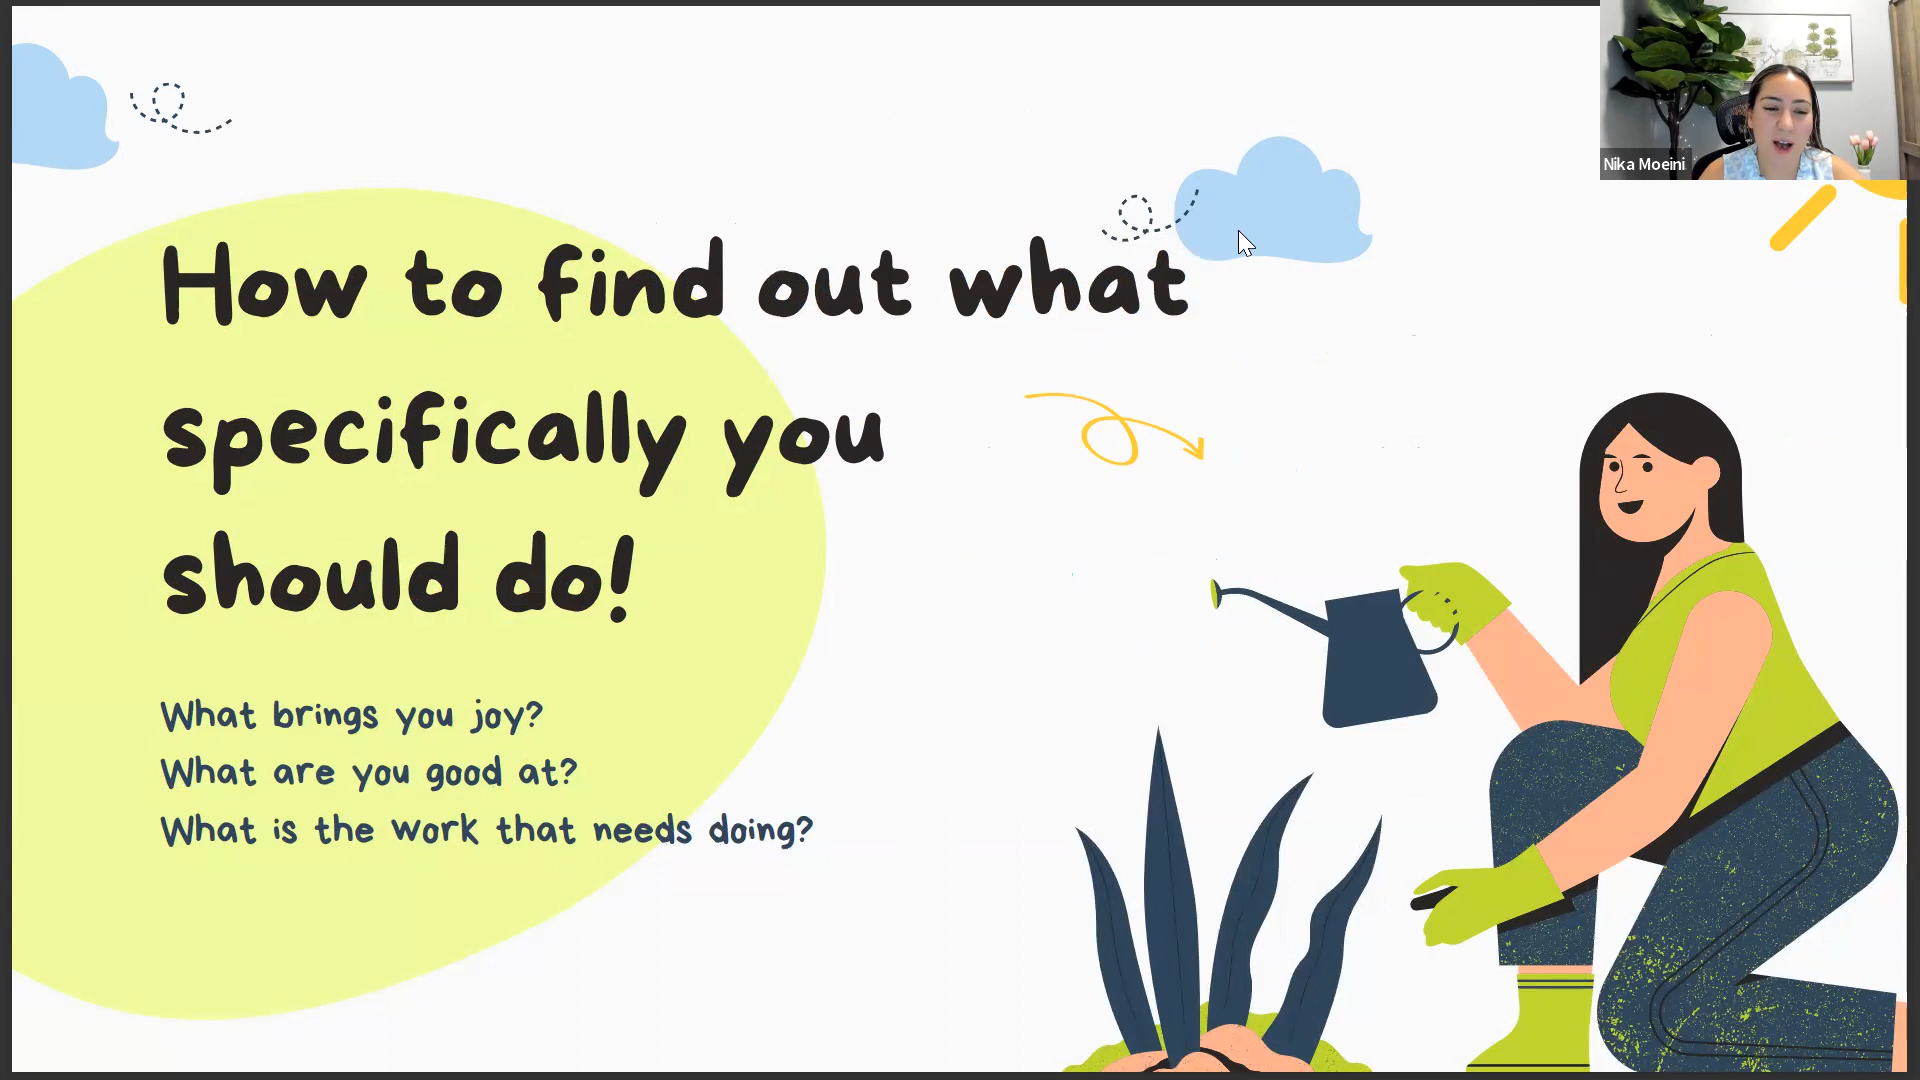 How to find out what
specifically you
should do!
What brings you joy?
What are you good at?
What is the work that needs doing?
Nika Moeini